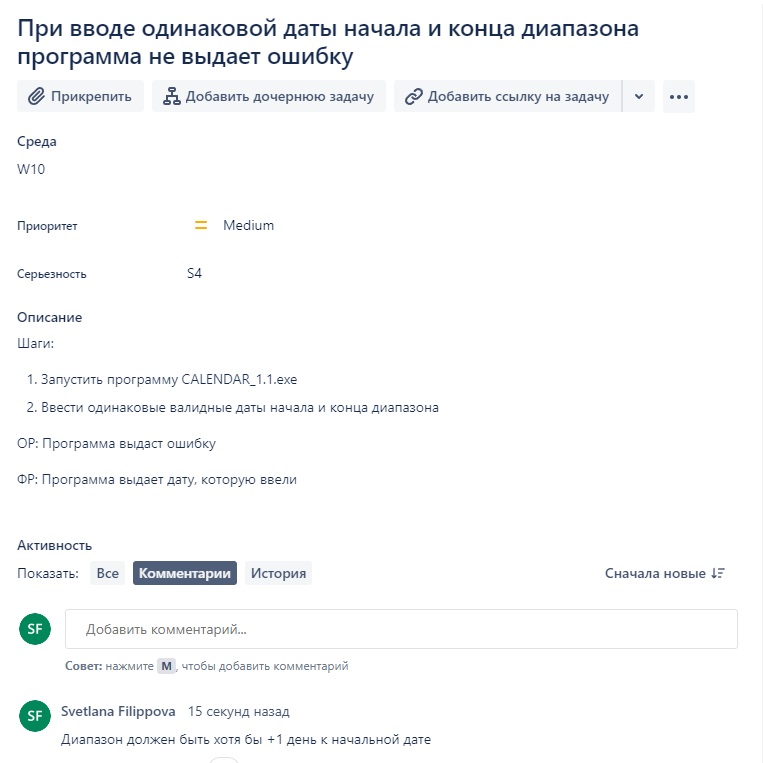 При вводе одинаковой даты начала и конца диапазона
программа не выдает ошибку
Прикрепить Добавить дочернюю задачу Добавить ссылку на задачу
Среда
W10
Приоритет Medium
Серьезность S4
Описание
Шаги:
1. Запустить программу CALENDAR_1.1.exe
2. Ввести одинаковые валидные даты начала и конца диапазона
ОР: Программа выдаст ошибку
ФР: Программа выдает дату, которую ввели
Активность
Показать: Все Комментарии История Сначала новые
SF Добавить комментарий...
Совет: нажмите M, чтобы добавить комментарий
SF Svetlana Filippova 15 секунд назад
Диапазон должен быть хотя бы +1 день к начальной дате